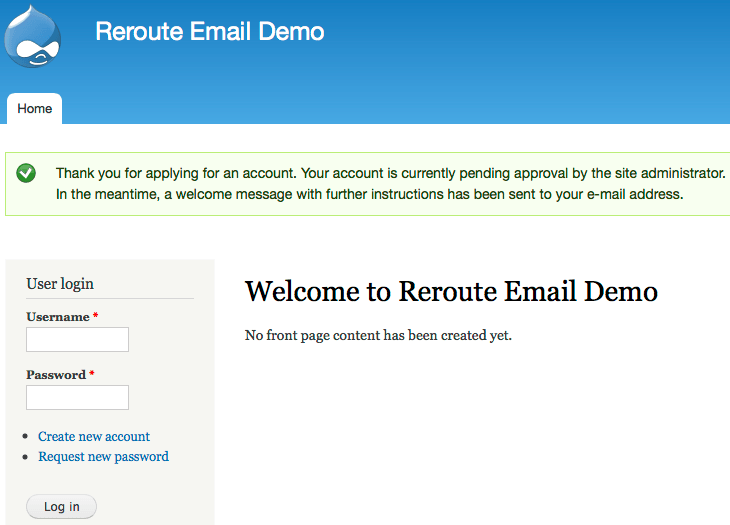 Reroute Email Demo
Home
Thank you for applying for an account. Your account is currently pending approval by the site administrator.
In the meantime, a welcome message with further instructions has been sent to your e-mail address.
User login
Username *
Password *
Create new account
Request new password
Log in
Welcome to Reroute Email Demo
No front page content has been created yet.